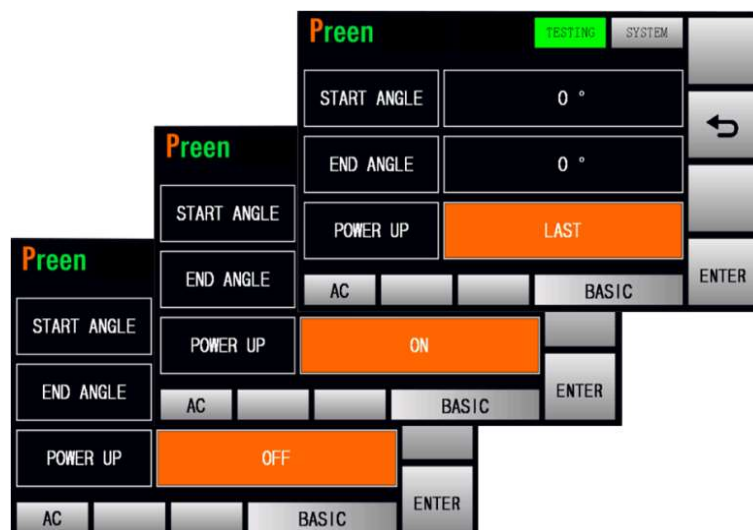 Preen TESTING SYSTEM
START ANGLE 0 °
END ANGLE 0 °
POWER UP LAST
AC BASIC ENTER
Preen
START ANGLE
END ANGLE
POWER UP ON
AC BASIC ENTER
Preen
START ANGLE
END ANGLE
POWER UP OFF
AC BASIC ENTER